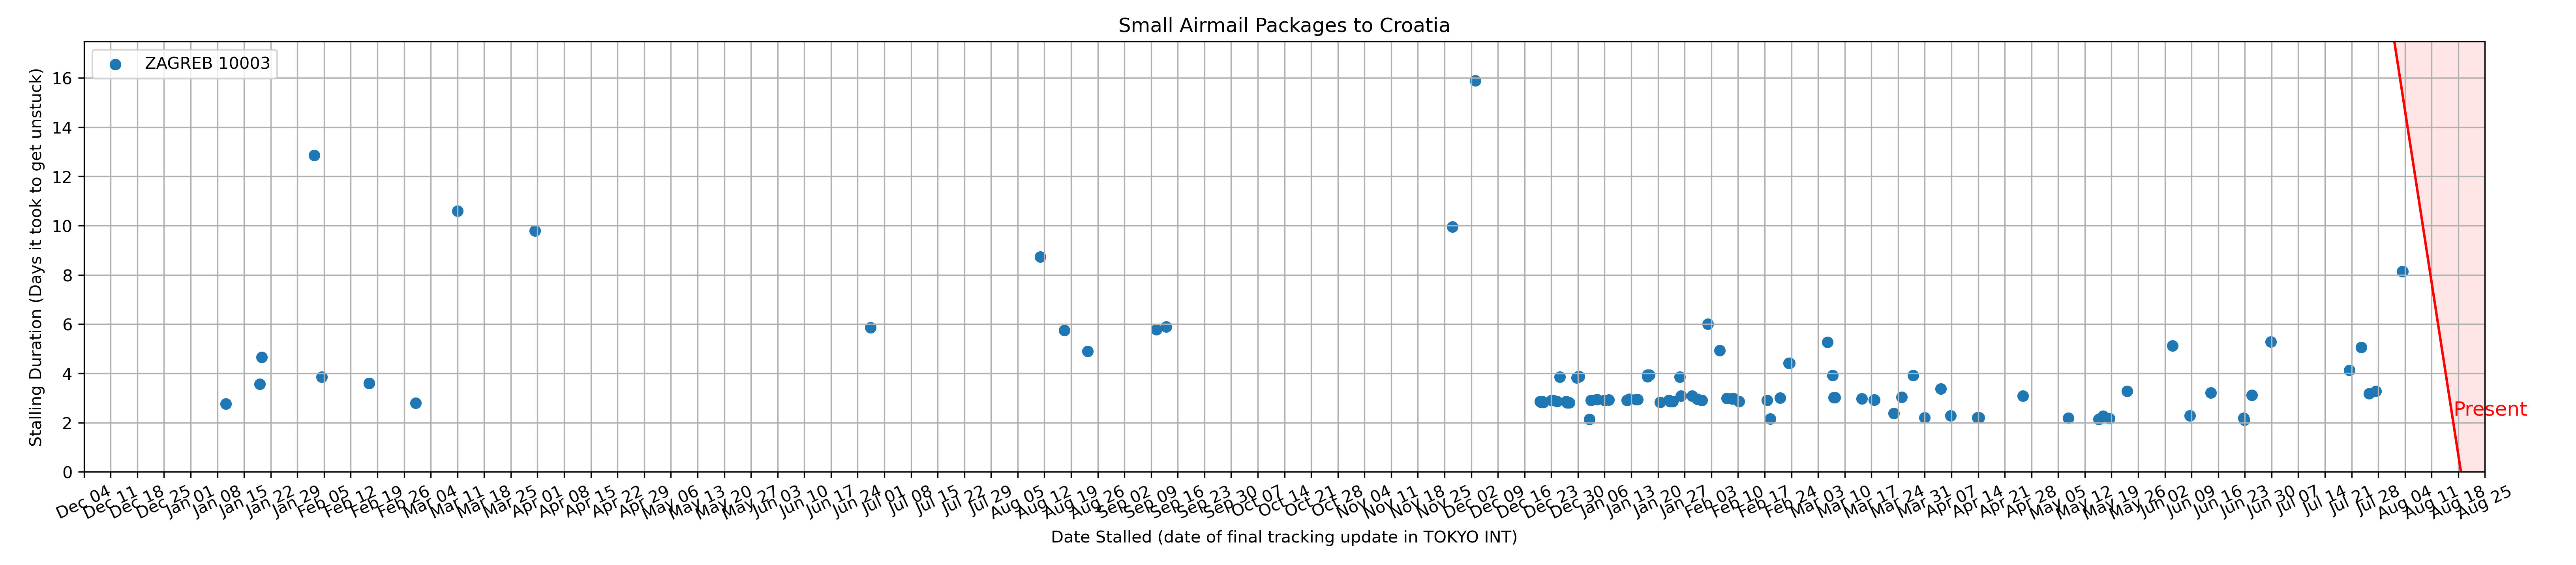 Small Airmail Packages to Croatia
ZAGREB 10003
Stalling Duration (Days it took to get unstuck)
16
14
12
10
8
6
4
2
0
Present
Dec 04 Dec 11 Dec 18 Dec 25 Jan 01 Jan 08 Jan 15 Jan 22 Jan 29 Feb 05 Feb 12 Feb 19 Feb 26 Mar 04 Mar 11 Mar 18 Mar 25 Apr 01 Apr 08 Apr 15 Apr 22 Apr 29 May 06 May 13 May 20 May 27 Jun 03 Jun 10 Jun 17 Jun 24 Jul 01 Jul 08 Jul 15 Jul 22 Jul 29 Aug 05 Aug 12 Aug 19 Aug 26 Sep 02 Sep 09 Sep 16 Sep 23 Sep 30 Oct 07 Oct 14 Oct 21 Oct 28 Nov 04 Nov 11 Nov 18 Nov 25 Dec 02 Dec 09 Dec 16 Dec 23 Dec 30 Jan 06 Jan 13 Jan 20 Jan 27 Feb 03 Feb 10 Feb 17 Feb 24 Mar 03 Mar 10 Mar 17 Mar 24 Mar 31 Apr 07 Apr 14 Apr 21 Apr 28 May 05 May 12 May 19 May 26 Jun 02 Jun 09 Jun 16 Jun 23 Jun 30 Jul 07 Jul 14 Jul 21 Jul 28 Aug 04 Aug 11 Aug 18 Aug 25
Date Stalled (date of final tracking update in TOKYO INT)